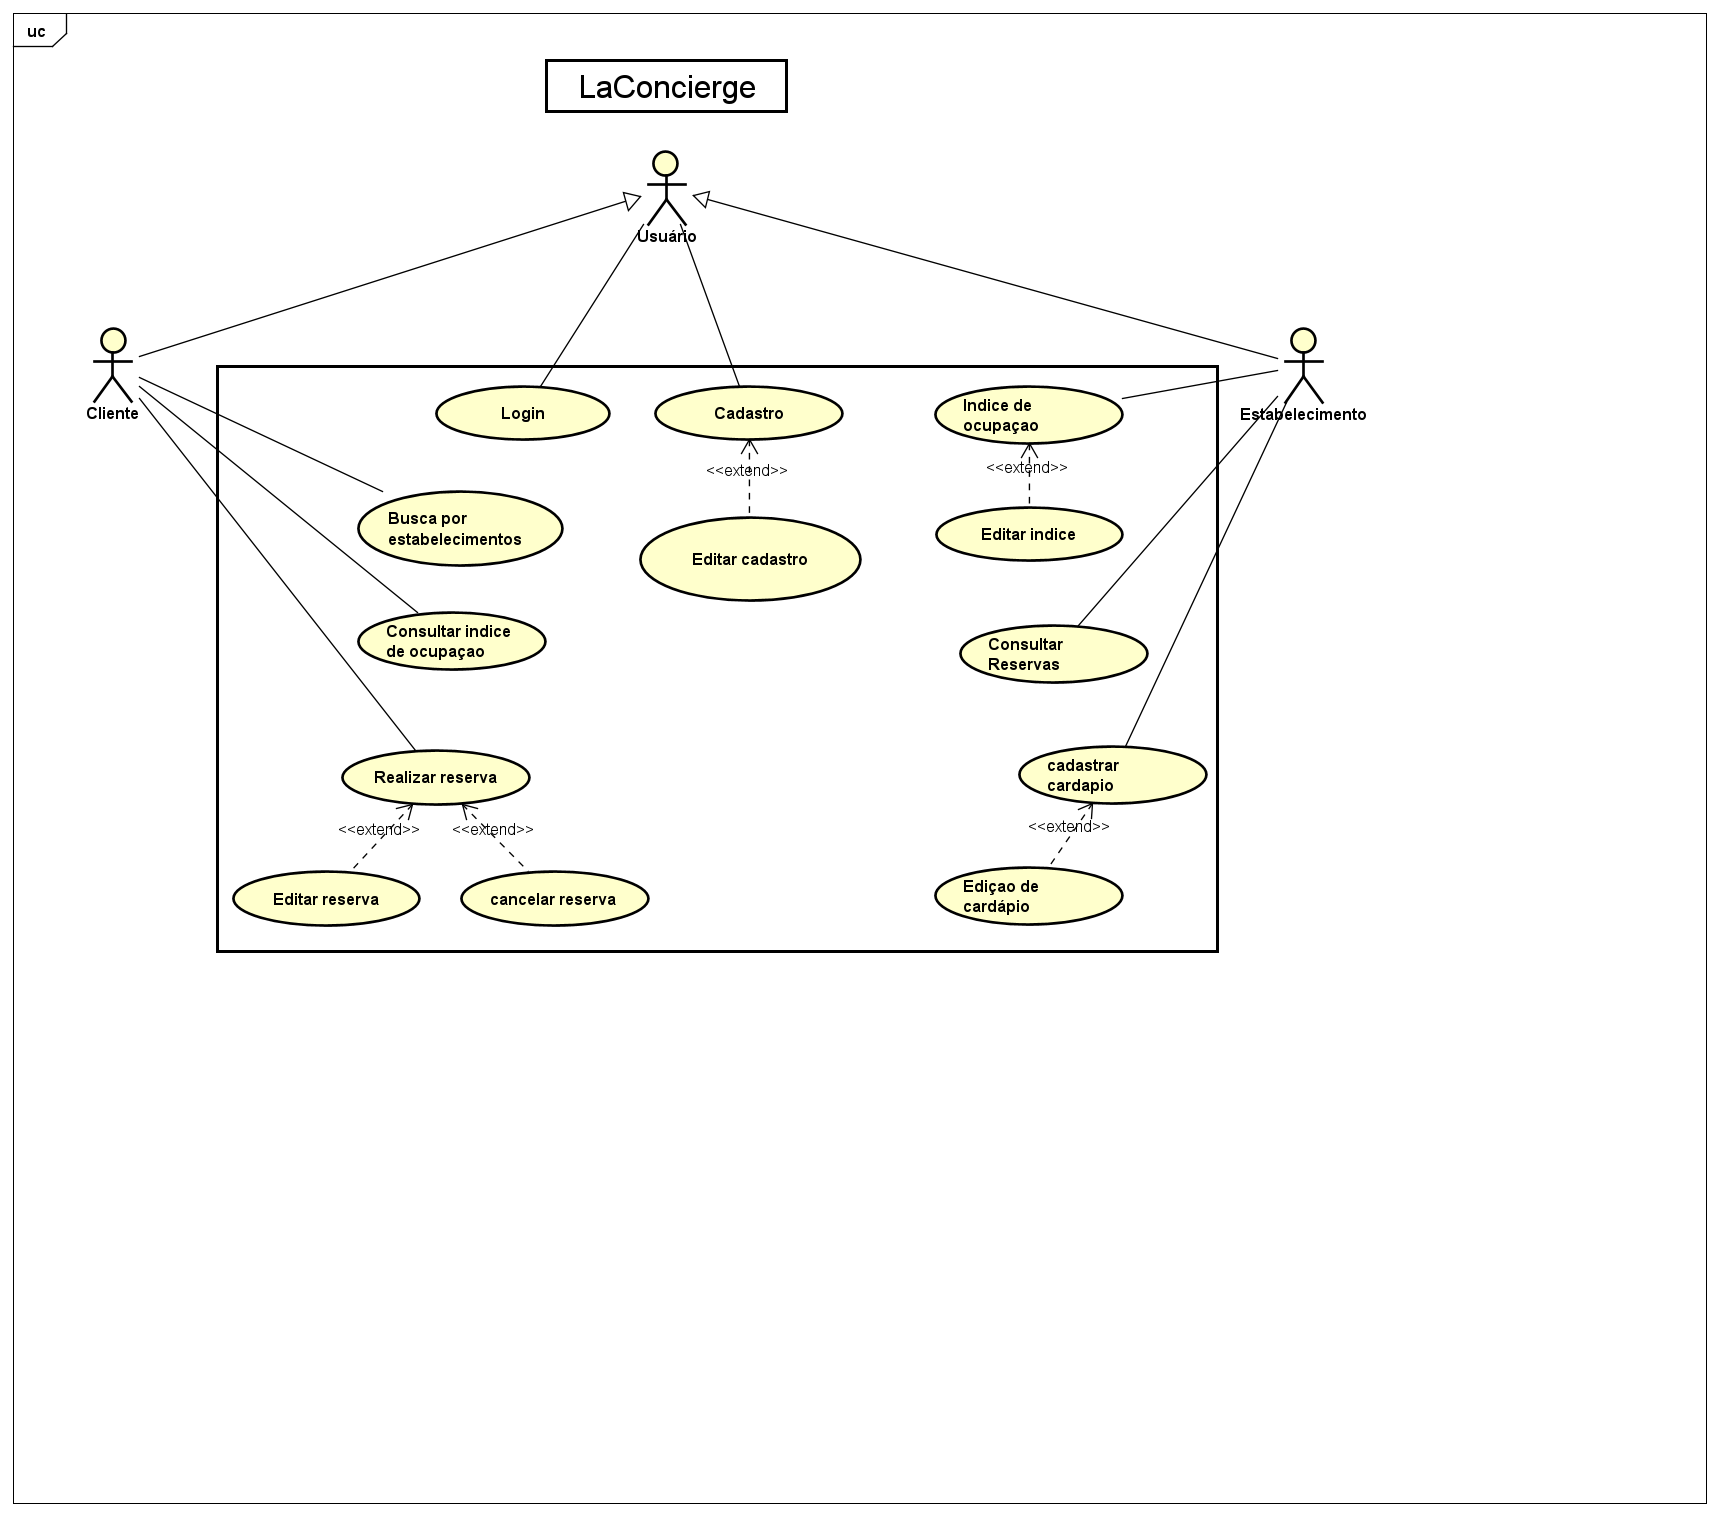 uc
LaConcierge
Usuário
Cliente
Estabelecimento
Login
Cadastro
Indice de
ocupaçao
<<extend>>
<<extend>>
Busca por
estabelecimentos
Editar cadastro
Editar indice
Consultar indice
de ocupaçao
Consultar
Reservas
Realizar reserva
cadastrar
cardapio
<<extend>>
<<extend>>
<<extend>>
Editar reserva
cancelar reserva
Ediçao de
cardápio